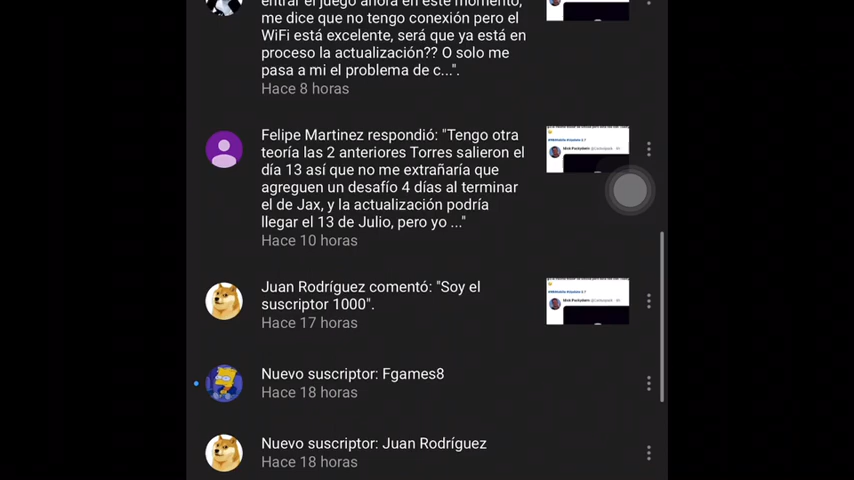 entrar el juego ahora en este momento,
me dice que no tengo conexión pero el
WiFi está excelente, será que ya está en
proceso la actualización?? O solo me
pasa a mi el problema de c...".
Hace 8 horas
Felipe Martinez respondió: "Tengo otra
teoría las 2 anteriores Torres salieron el
día 13 así que no me extrañaría que
agreguen un desafío 4 días al terminar
el de Jax, y la actualización podría
llegar el 13 de Julio, pero yo ..."
Hace 10 horas
Juan Rodríguez comentó: "Soy el
suscriptor 1000".
Hace 17 horas
Nuevo suscriptor: Fgames8
Hace 18 horas
Nuevo suscriptor: Juan Rodríguez
Hace 18 horas